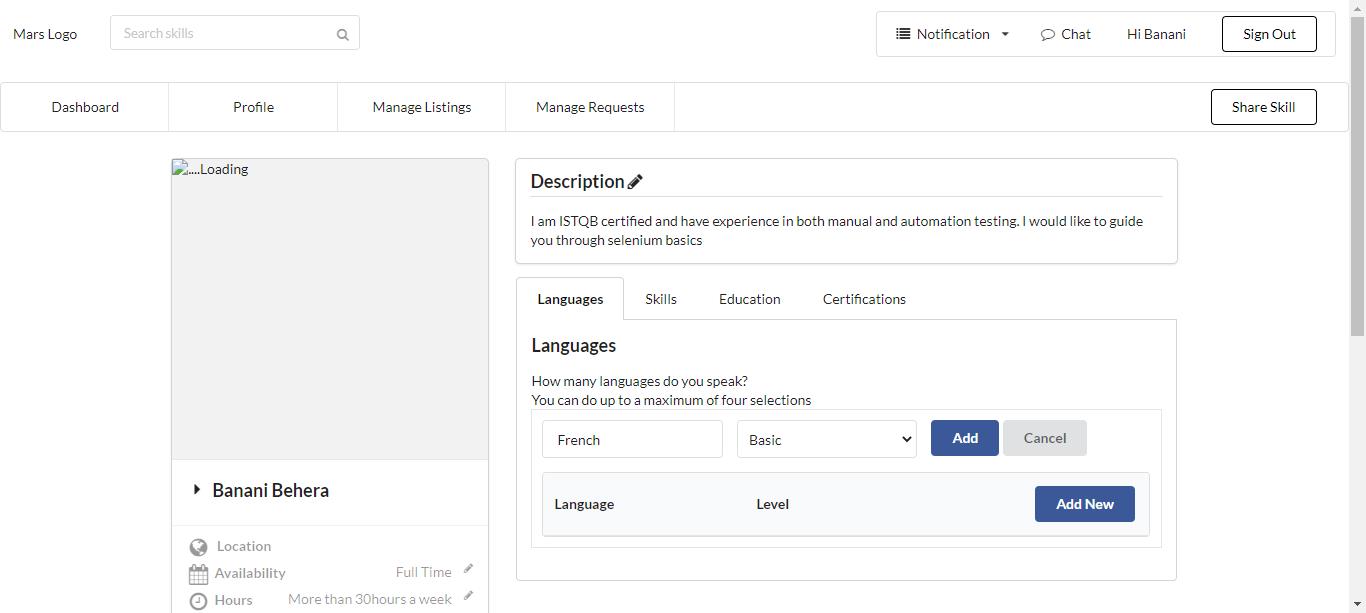 Mars Logo
Search skills
Notification
Chat
Hi Banani
Sign Out
Dashboard
Profile
Manage Listings
Manage Requests
Share Skill
....Loading
Description
I am ISTQB certified and have experience in both manual and automation testing. I would like to guide
you through selenium basics
Languages
Skills
Education
Certifications
Languages
How many languages do you speak?
You can do up to a maximum of four selections
French
Basic
Add
Cancel
Language
Level
Add New
Banani Behera
Location
Availability
Full Time
Hours
More than 30hours a week